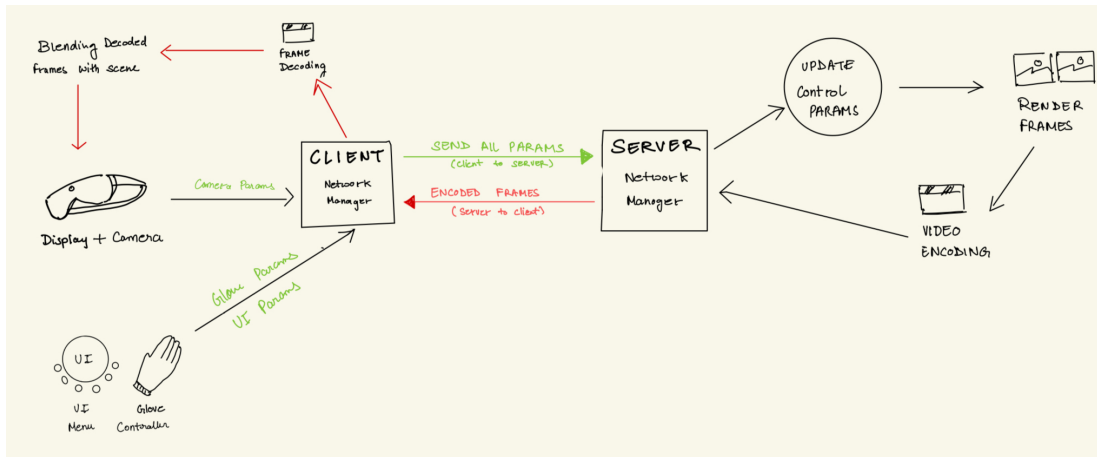 Blending Decoded
frames with scene
FRAME
Decoding
Display + Camera
Camera Params
CLIENT
Network
Manager
SEND ALL PARAMS
(client to SERVER)
ENCODED FRAMES
(server to client)
SERVER
Network
Manager
UPDATE
Control
PARAMS
RENDER
FRAMES
VIDEO
ENCODING
Glove Params
UI Params
UI
UI
Menu
Glove
Controller